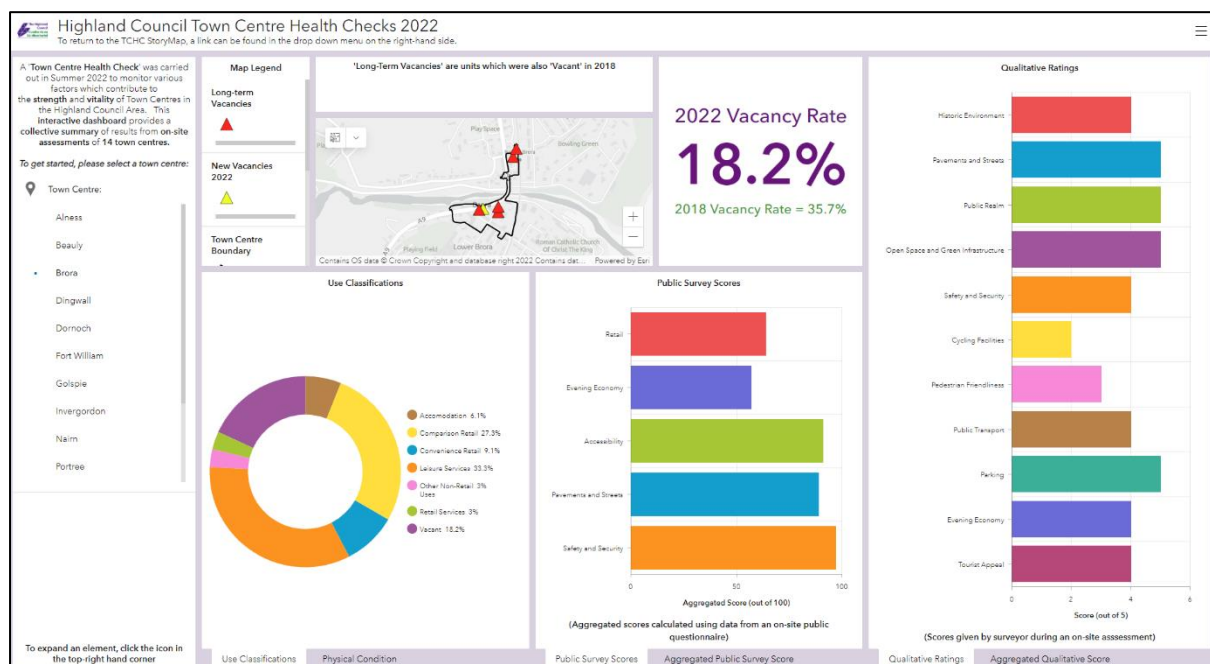 Highland Council Town Centre Health Checks 2022
To return to the TCHC StoryMap, a link can be found in the drop down menu on the right-hand side.
A 'Town Centre Health Check' was carried
out in Summer 2022 to monitor various
factors which contribute to
the strength and vitality of Town Centres in
the Highland Council Area. This
interactive dashboard provides a
collective summary of results from on-site
assessments of 14 town centres.
To get started, please select a town centre:
Town Centre:
Alness
Beauly
Brora
Dingwall
Dornoch
Fort William
Golspie
Invergordon
Nairn
Portree
To expand an element, click the icon in
the top-right hand corner
Map Legend
Long-term
Vacancies
New Vacancies
2022
Town Centre
Boundary
'Long-Term Vacancies' are units which were also 'Vacant' in 2018
Play Space
Bowling Green
A9
A9
Playing Field
Lower Brora
Roman Catholic Church
Of Christ The King
+
−
Contains OS data © Crown Copyright and database right 2022 Contains dat...
Powered by Esri
2022 Vacancy Rate
18.2%
2018 Vacancy Rate = 35.7%
Use Classifications
Accomodation 6.1%
Comparison Retail 27.3%
Convenience Retail 9.1%
Leisure Services 33.3%
Other Non-Retail 3%
Uses
Retail Services 3%
Vacant 18.2%
Use Classifications
Physical Condition
Public Survey Scores
Retail
Evening Economy
Accessibility
Pavements and Streets
Safety and Security
0 50 100
Aggregated Score (out of 100)
(Aggregated scores calculated using data from an on-site public
questionnaire)
Public Survey Scores
Aggregated Public Survey Score
Qualitative Ratings
Historic Environment
Pavements and Streets
Public Realm
Open Space and Green Infrastructure
Safety and Security
Cycling Facilities
Pedestrian Friendliness
Public Transport
Parking
Evening Economy
Tourist Appeal
0 2 4 6
Score (out of 5)
(Scores given by surveyor during an on-site asssessment)
Qualitative Ratings
Aggregated Qualitative Score